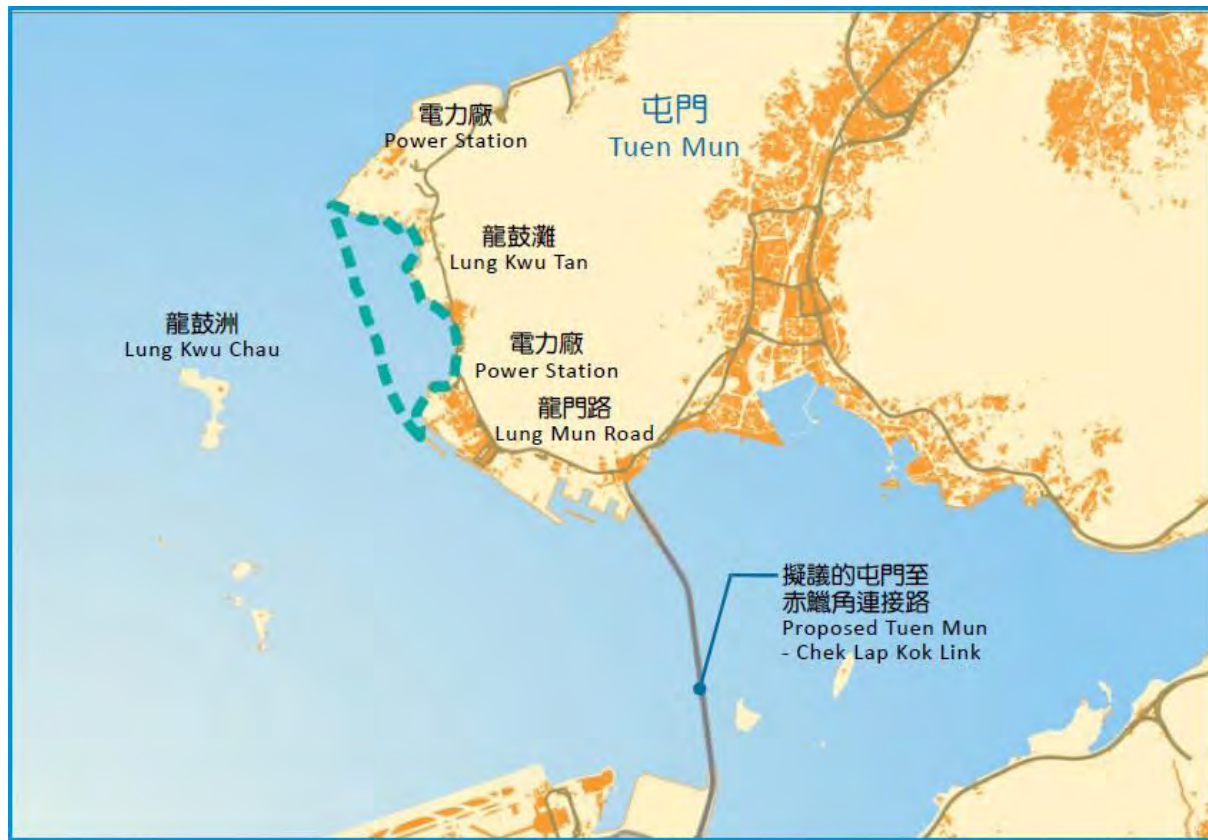 電力廠
Power Station
屯門
Tuen Mun
龍鼓灘
Lung Kwu Tan
龍鼓洲
Lung Kwu Chau
電力廠
Power Station
龍門路
Lung Mun Road
擬議的屯門至
赤鱲角連接路
Proposed Tuen Mun
- Chek Lap Kok Link